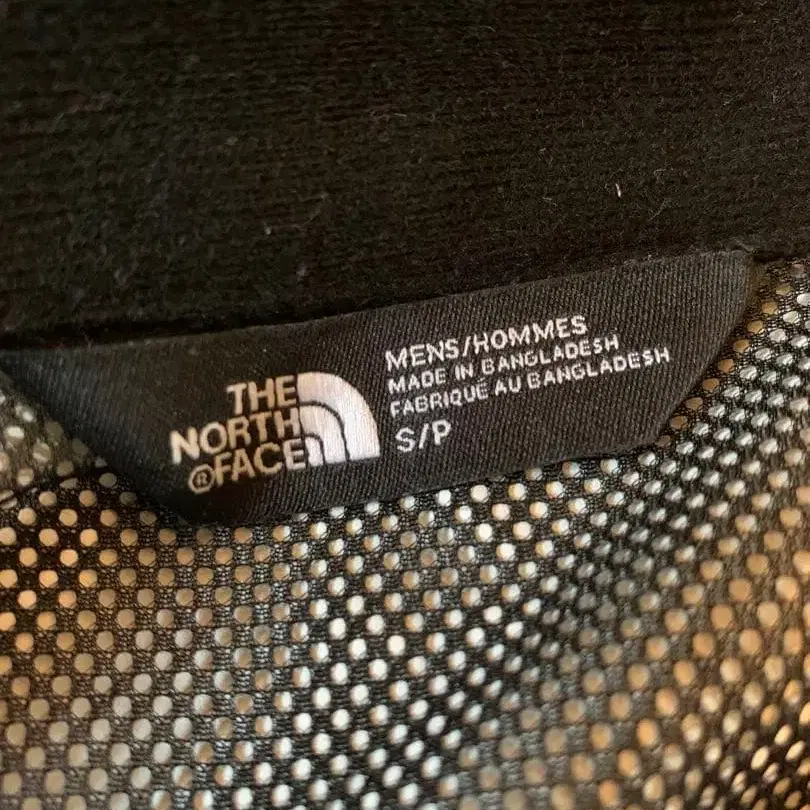 THE
NORTH
®FACE
MENS/HOMMES
MADE IN BANGLADESH
FABRIQUÉ AU BANGLADESH
S/P